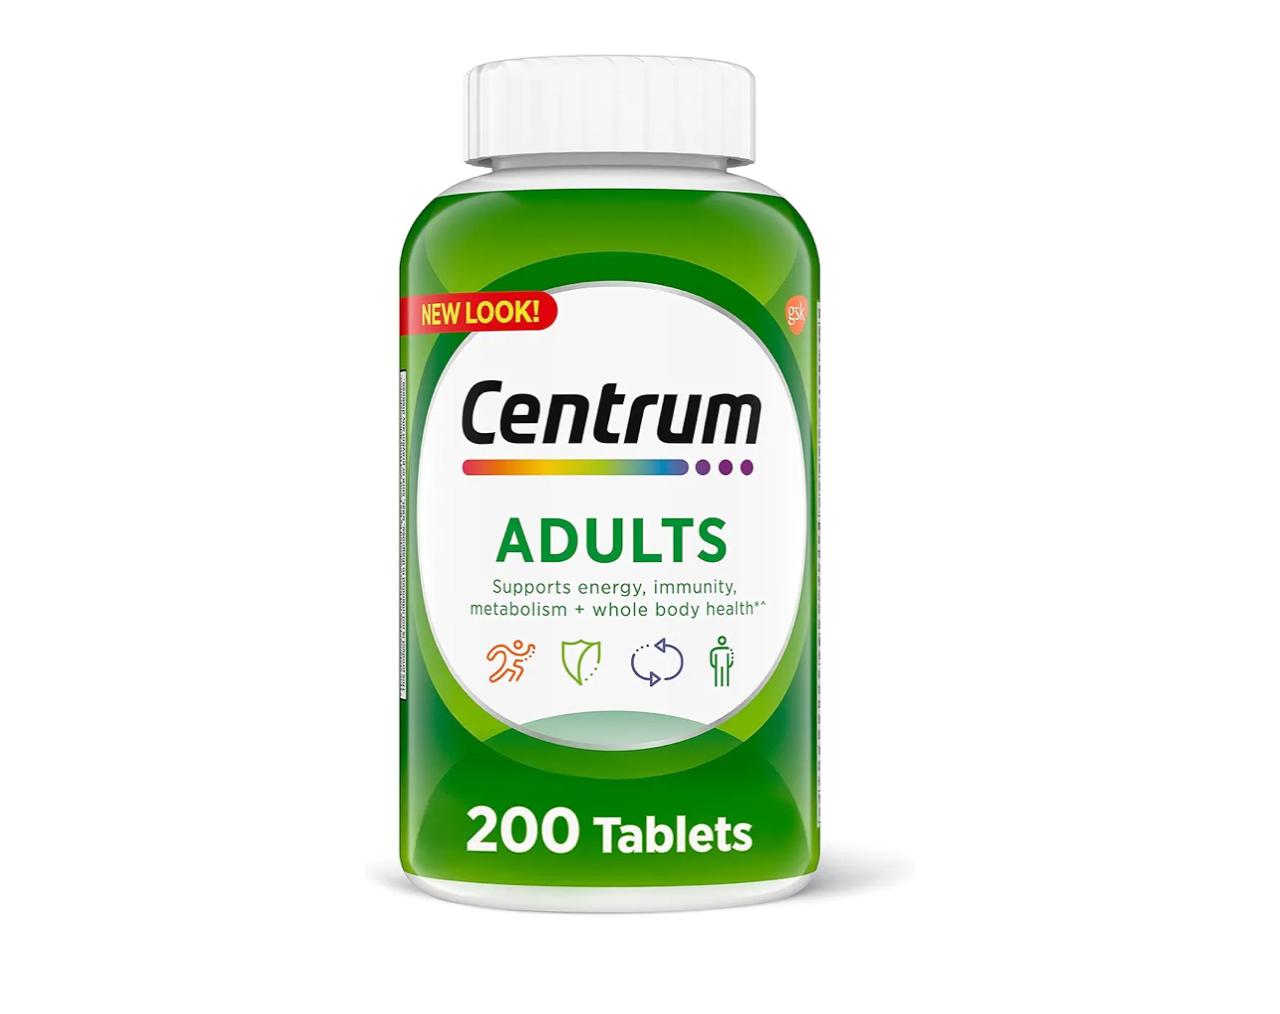 NEW LOOK!
gsk
Centrum
ADULTS
Supports energy, immunity,
metabolism + whole body health*^
200 Tablets